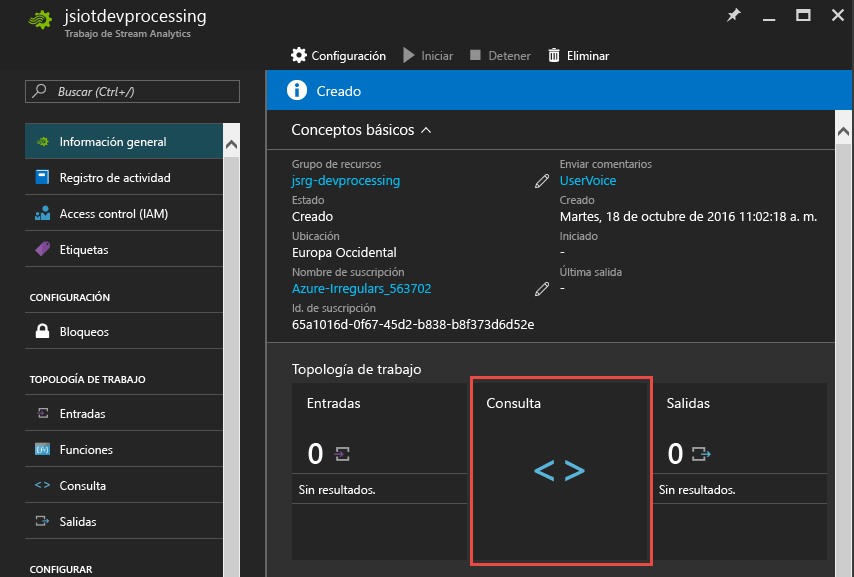 jsiotdevprocessing
Trabajo de Stream Analytics
Configuración
Iniciar
Detener
Eliminar
Buscar (Ctrl+/)
Información general
Registro de actividad
Access control (IAM)
Etiquetas
CONFIGURACIÓN
Bloqueos
TOPOLOGÍA DE TRABAJO
Entradas
Funciones
Consulta
Salidas
CONFIGURAR
Creado
Conceptos básicos
Grupo de recursos
jsrg-devprocessing
Estado
Creado
Ubicación
Europa Occidental
Nombre de suscripción
Azure-Irregulars_563702
Id. de suscripción
65a1016d-0f67-45d2-b838-b8f373d6d52e
Enviar comentarios
UserVoice
Creado
Martes, 18 de octubre de 2016 11:02:18 a. m.
Iniciado
-
Última salida
-
Topología de trabajo
Entradas
0
Sin resultados.
Consulta
< >
Salidas
0
Sin resultados.